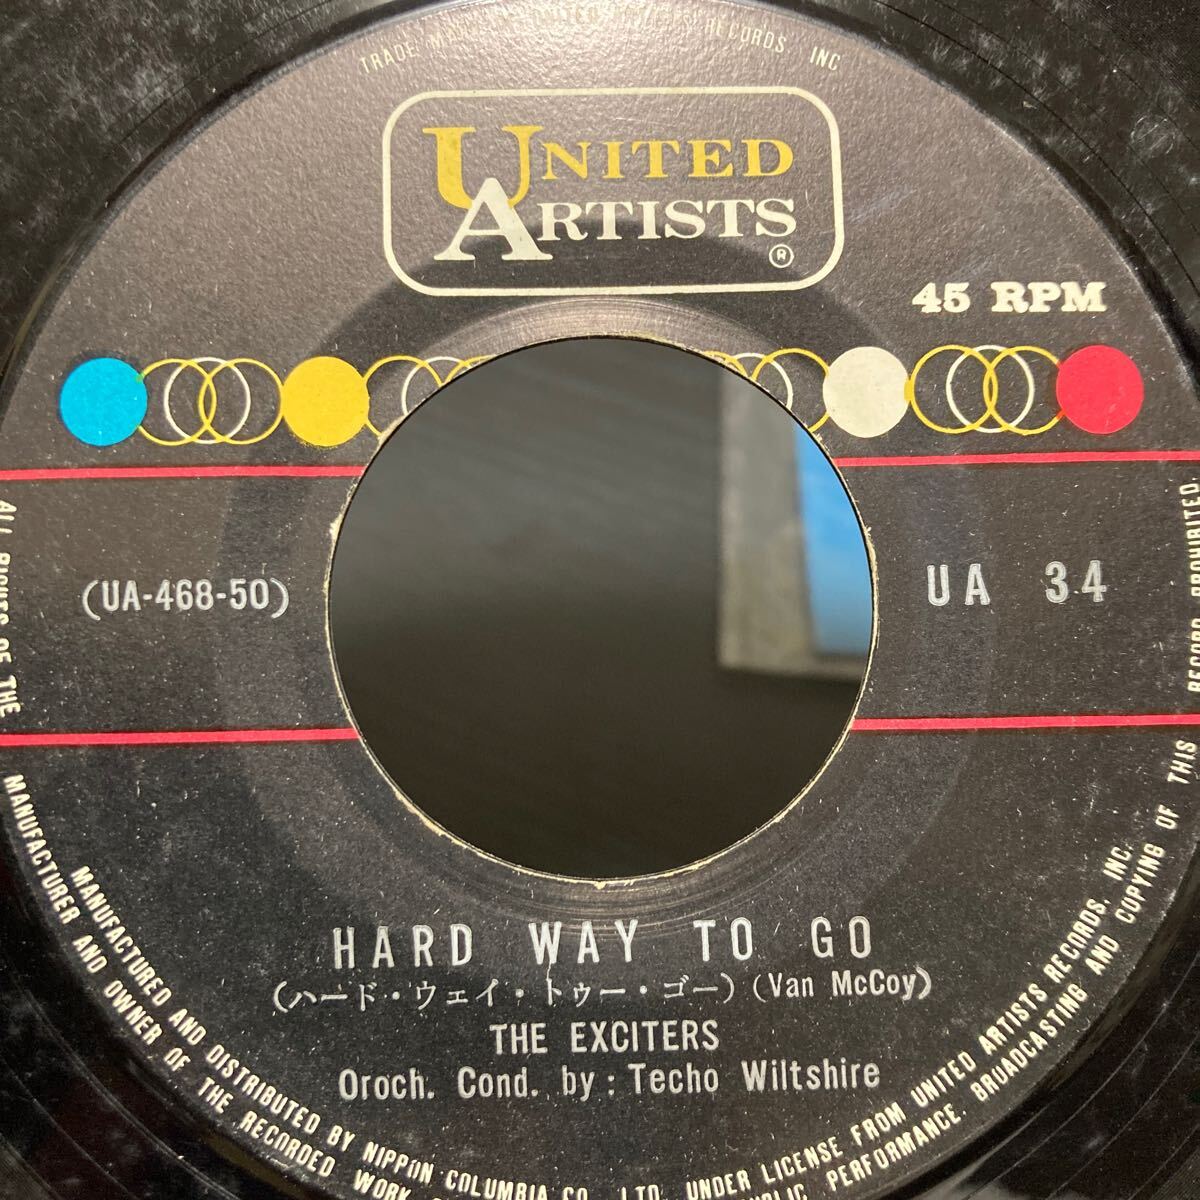 TRADE MARK OF UNITED ARTISTS RECORDS, INC
UNITED
ARTISTS
®
45 RPM
(UA-468-50)
UA 34
HARD WAY TO GO
(ハード・ウェイ・トゥー・ゴー) (Van McCoy)
THE EXCITERS
Oroch. Cond. by : Techo Wiltshire
MANUFACTURED AND DISTRIBUTED BY NIPPON COLUMBIA CO., LTD. UNDER LICENSE FROM UNITED ARTISTS RECORDS, INC.
ALL RIGHTS OF THE MANUFACTURER AND OWNER OF THE RECORDED WORK PUBLIC PERFORMANCE. BROADCASTING AND COPYING OF THIS RECORD PROHIBITED